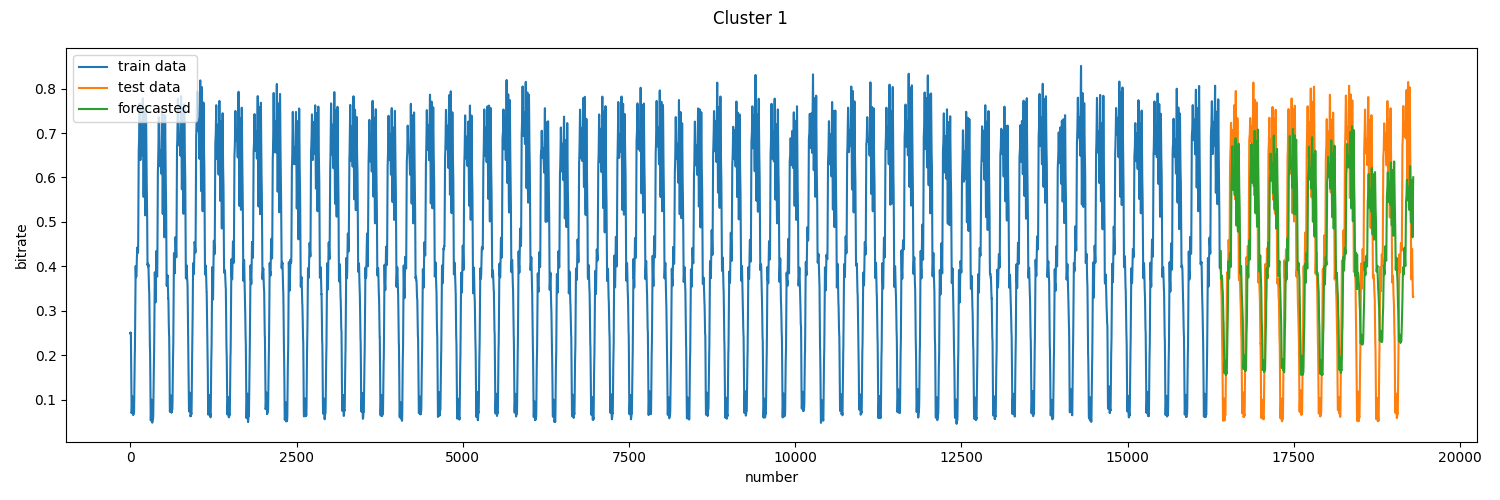 Cluster 1
train data
test data
forecasted
0.8
0.7
0.6
0.5
0.4
0.3
0.2
0.1
bitrate
0 2500 5000 7500 10000 12500 15000 17500 20000
number